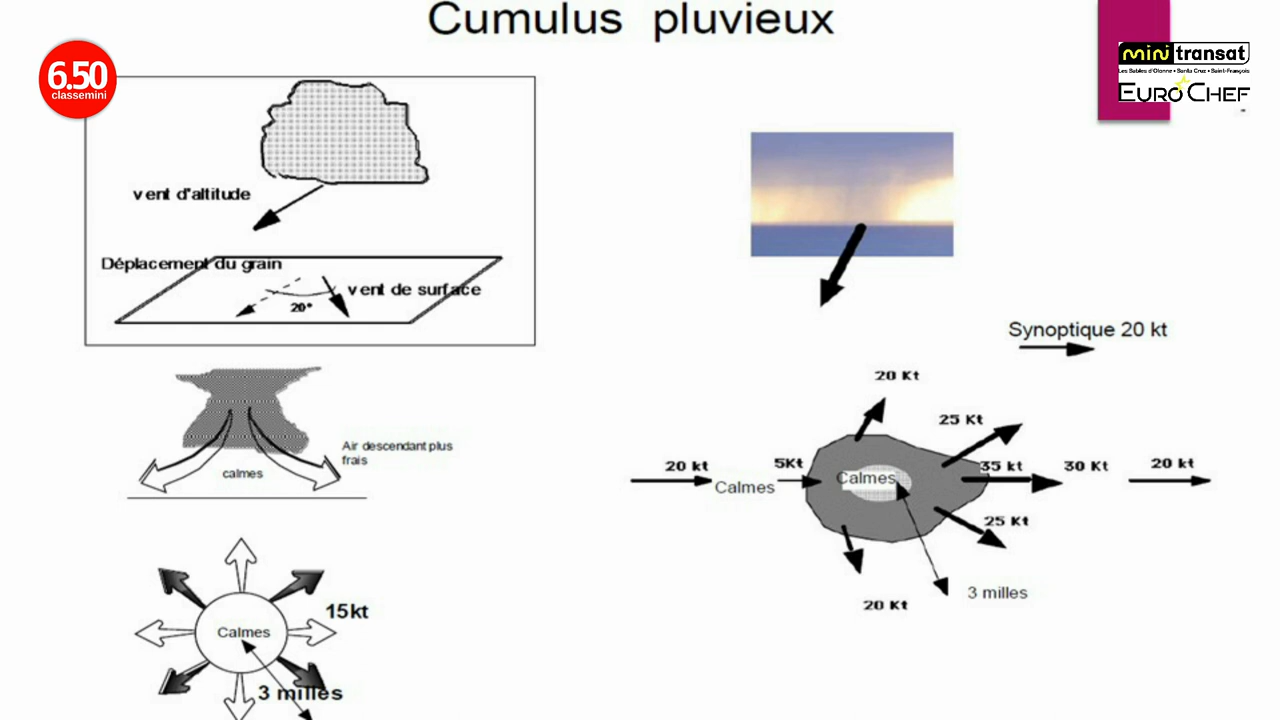 Cumulus pluvieux
6.50
classemini
mini transat
Les Sables d'Olonne • Santa Cruz • Saint-François
EUROCHEF
vent d'altitude
Déplacement du grain
vent de surface
20°
Air descendant plus
frais
calmes
Calmes
15kt
3 milles
Synoptique 20 kt
20 Kt
25 Kt
20 kt
5Kt
35 kt
30 Kt
20 kt
Calmes
Calmes
25 Kt
3 milles
20 Kt